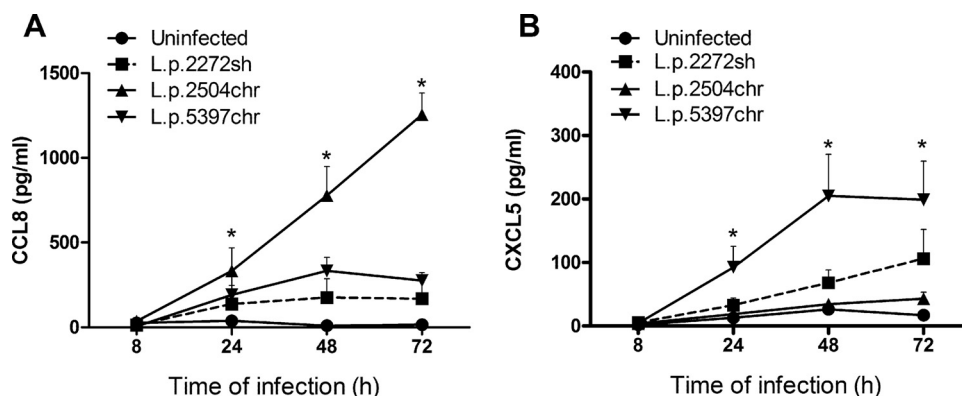 A
Uninfected
L.p.2272sh
L.p.2504chr
L.p.5397chr
1500
1000
500
0
CCL8 (pg/ml)
*
*
*
8
24
48
72
Time of infection (h)
B
Uninfected
L.p.2272sh
L.p.2504chr
L.p.5397chr
400
300
200
100
0
CXCL5 (pg/ml)
*
*
*
8
24
48
72
Time of infection (h)